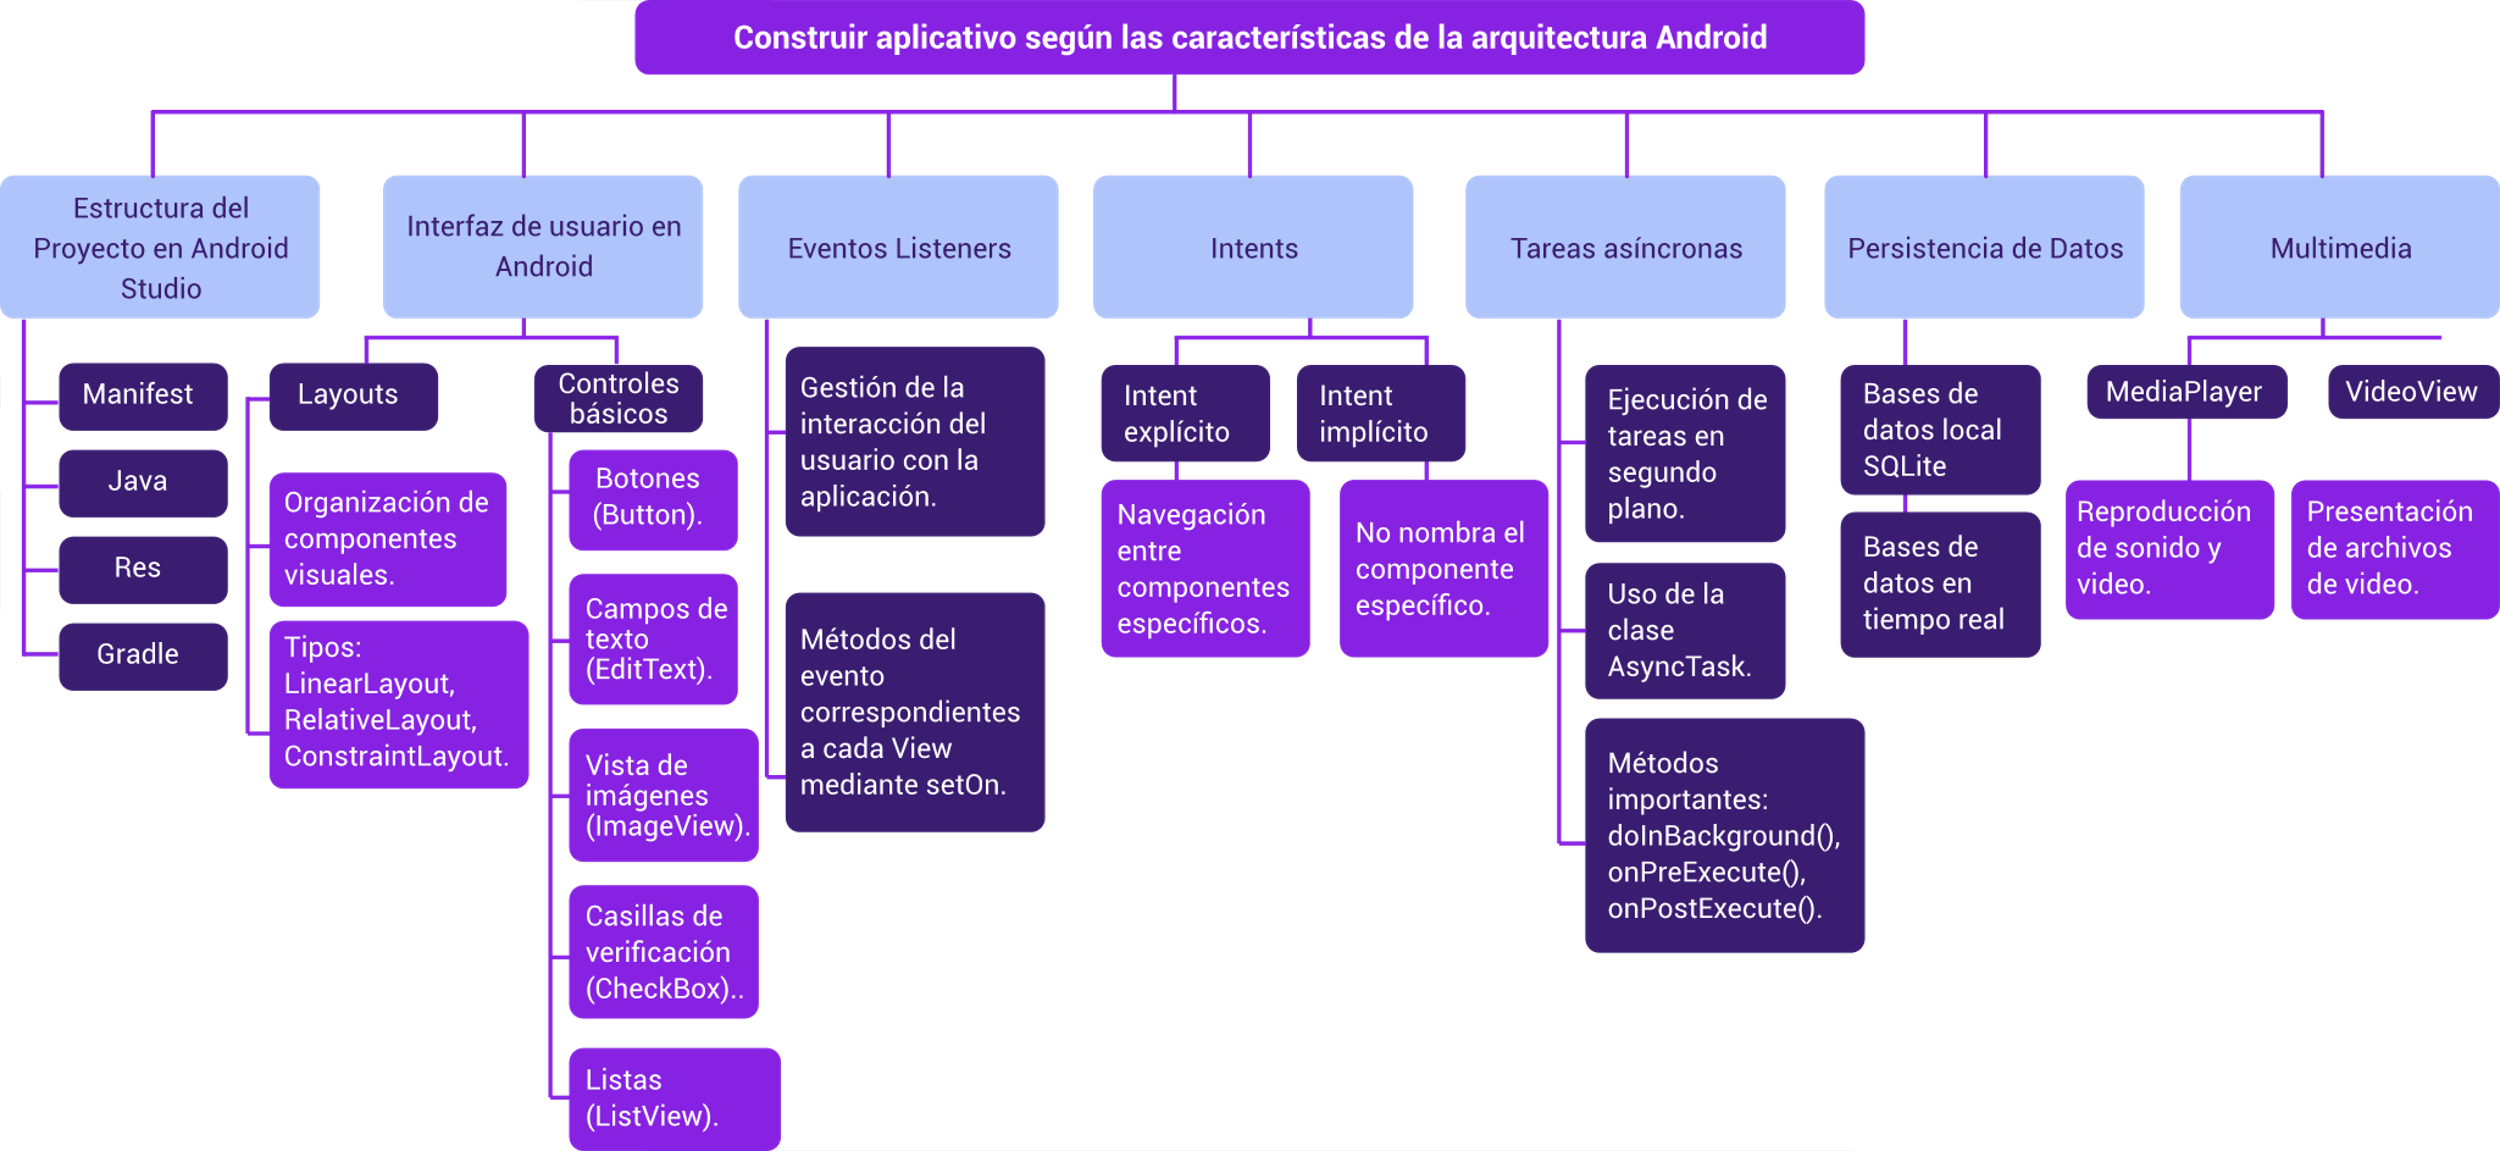 Construir aplicativo según las características de la arquitectura Android
Estructura del
Proyecto en Android
Studio
Manifest
Java
Res
Gradle
Interfaz de usuario en
Android
Layouts
Organización de
componentes
visuales.
Tipos:
LinearLayout,
RelativeLayout,
ConstraintLayout.
Controles
básicos
Botones
(Button).
Campos de
texto
(EditText).
Vista de
imágenes
(ImageView).
Casillas de
verificación
(CheckBox)..
Listas
(ListView).
Eventos Listeners
Gestión de la
interacción del
usuario con la
aplicación.
Métodos del
evento
correspondientes
a cada View
mediante setOn.
Intents
Intent
explícito
Navegación
entre
componentes
específicos.
Intent
implícito
No nombra el
componente
específico.
Tareas asíncronas
Ejecución de
tareas en
segundo
plano.
Uso de la
clase
AsyncTask.
Métodos
importantes:
doInBackground(),
onPreExecute(),
onPostExecute().
Persistencia de Datos
Bases de
datos local
SQLite
Bases de
datos en
tiempo real
Multimedia
MediaPlayer
Reproducción
de sonido y
video.
VideoView
Presentación
de archivos
de video.